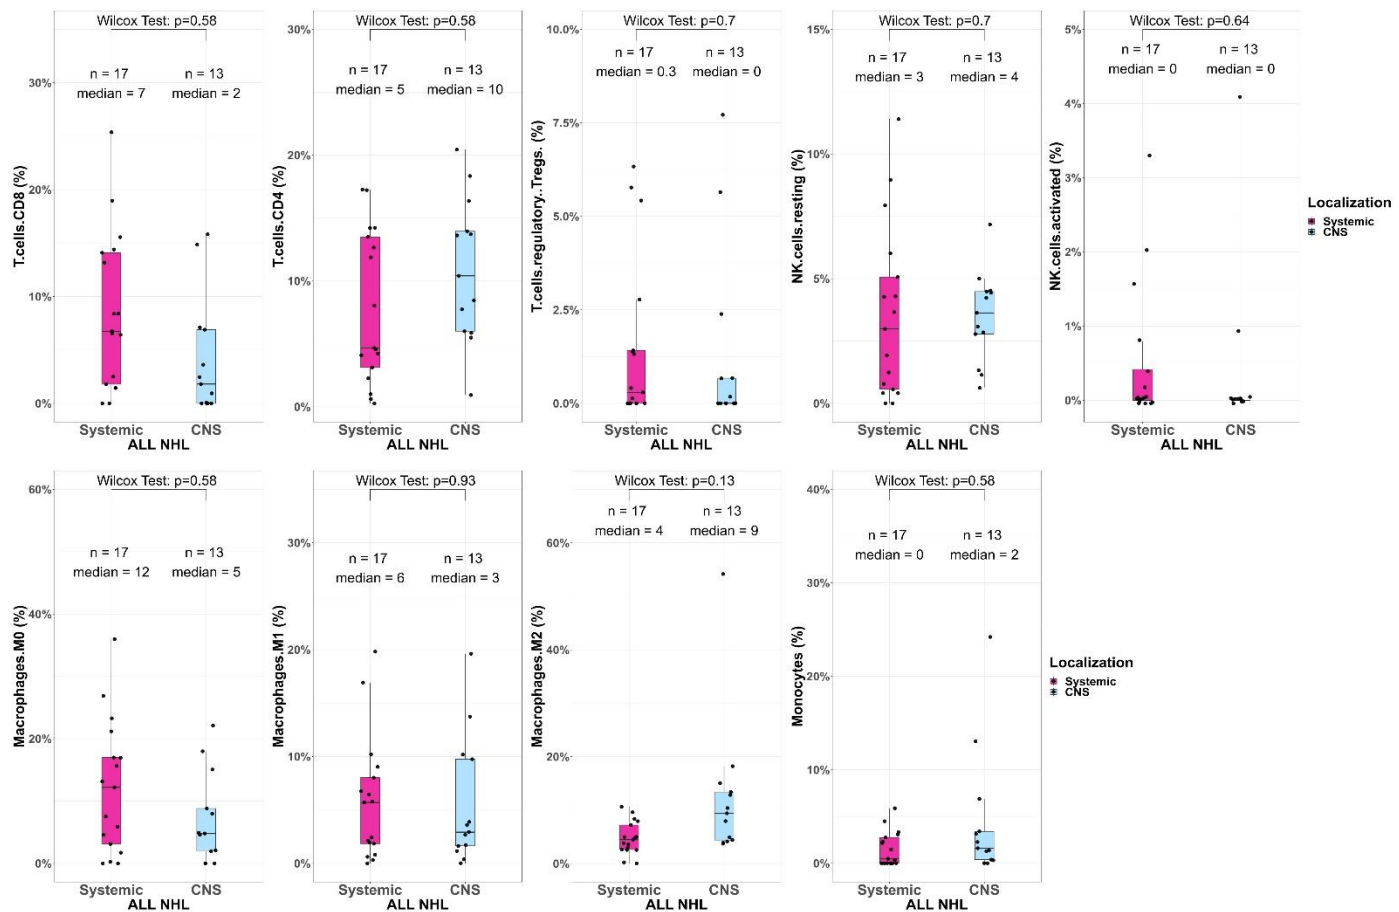 Wilcox Test: p=0.58
n = 17
n = 13
median = 7
median = 2
30%
20%
10%
0%
T.cells.CD8 (%)
Systemic
CNS
ALL NHL
Wilcox Test: p=0.58
30%
n = 17
n = 13
median = 5
median = 10
20%
10%
0%
T.cells.CD4 (%)
Systemic
CNS
ALL NHL
Wilcox Test: p=0.7
10.0%
n = 17
n = 13
median = 0.3
median = 0
7.5%
5.0%
2.5%
0.0%
T.cells.regulatory..Tregs. (%)
Systemic
CNS
ALL NHL
Wilcox Test: p=0.7
15%
n = 17
n = 13
median = 3
median = 4
10%
5%
0%
NK.cells.resting (%)
Systemic
CNS
ALL NHL
Wilcox Test: p=0.64
5%
n = 17
n = 13
median = 0
median = 0
4%
3%
2%
1%
0%
NK.cells.activated (%)
Systemic
CNS
ALL NHL
Localization
Systemic
CNS
Wilcox Test: p=0.58
60%
n = 17
n = 13
median = 12
median = 5
40%
20%
0%
Macrophages.M0 (%)
Systemic
CNS
ALL NHL
Wilcox Test: p=0.93
30%
n = 17
n = 13
median = 6
median = 3
20%
10%
0%
Macrophages.M1 (%)
Systemic
CNS
ALL NHL
Wilcox Test: p=0.13
n = 17
n = 13
median = 4
median = 9
60%
40%
20%
0%
Macrophages.M2 (%)
Systemic
CNS
ALL NHL
Wilcox Test: p=0.58
40%
n = 17
n = 13
median = 0
median = 2
30%
20%
10%
0%
Monocytes (%)
Systemic
CNS
ALL NHL
Localization
Systemic
CNS